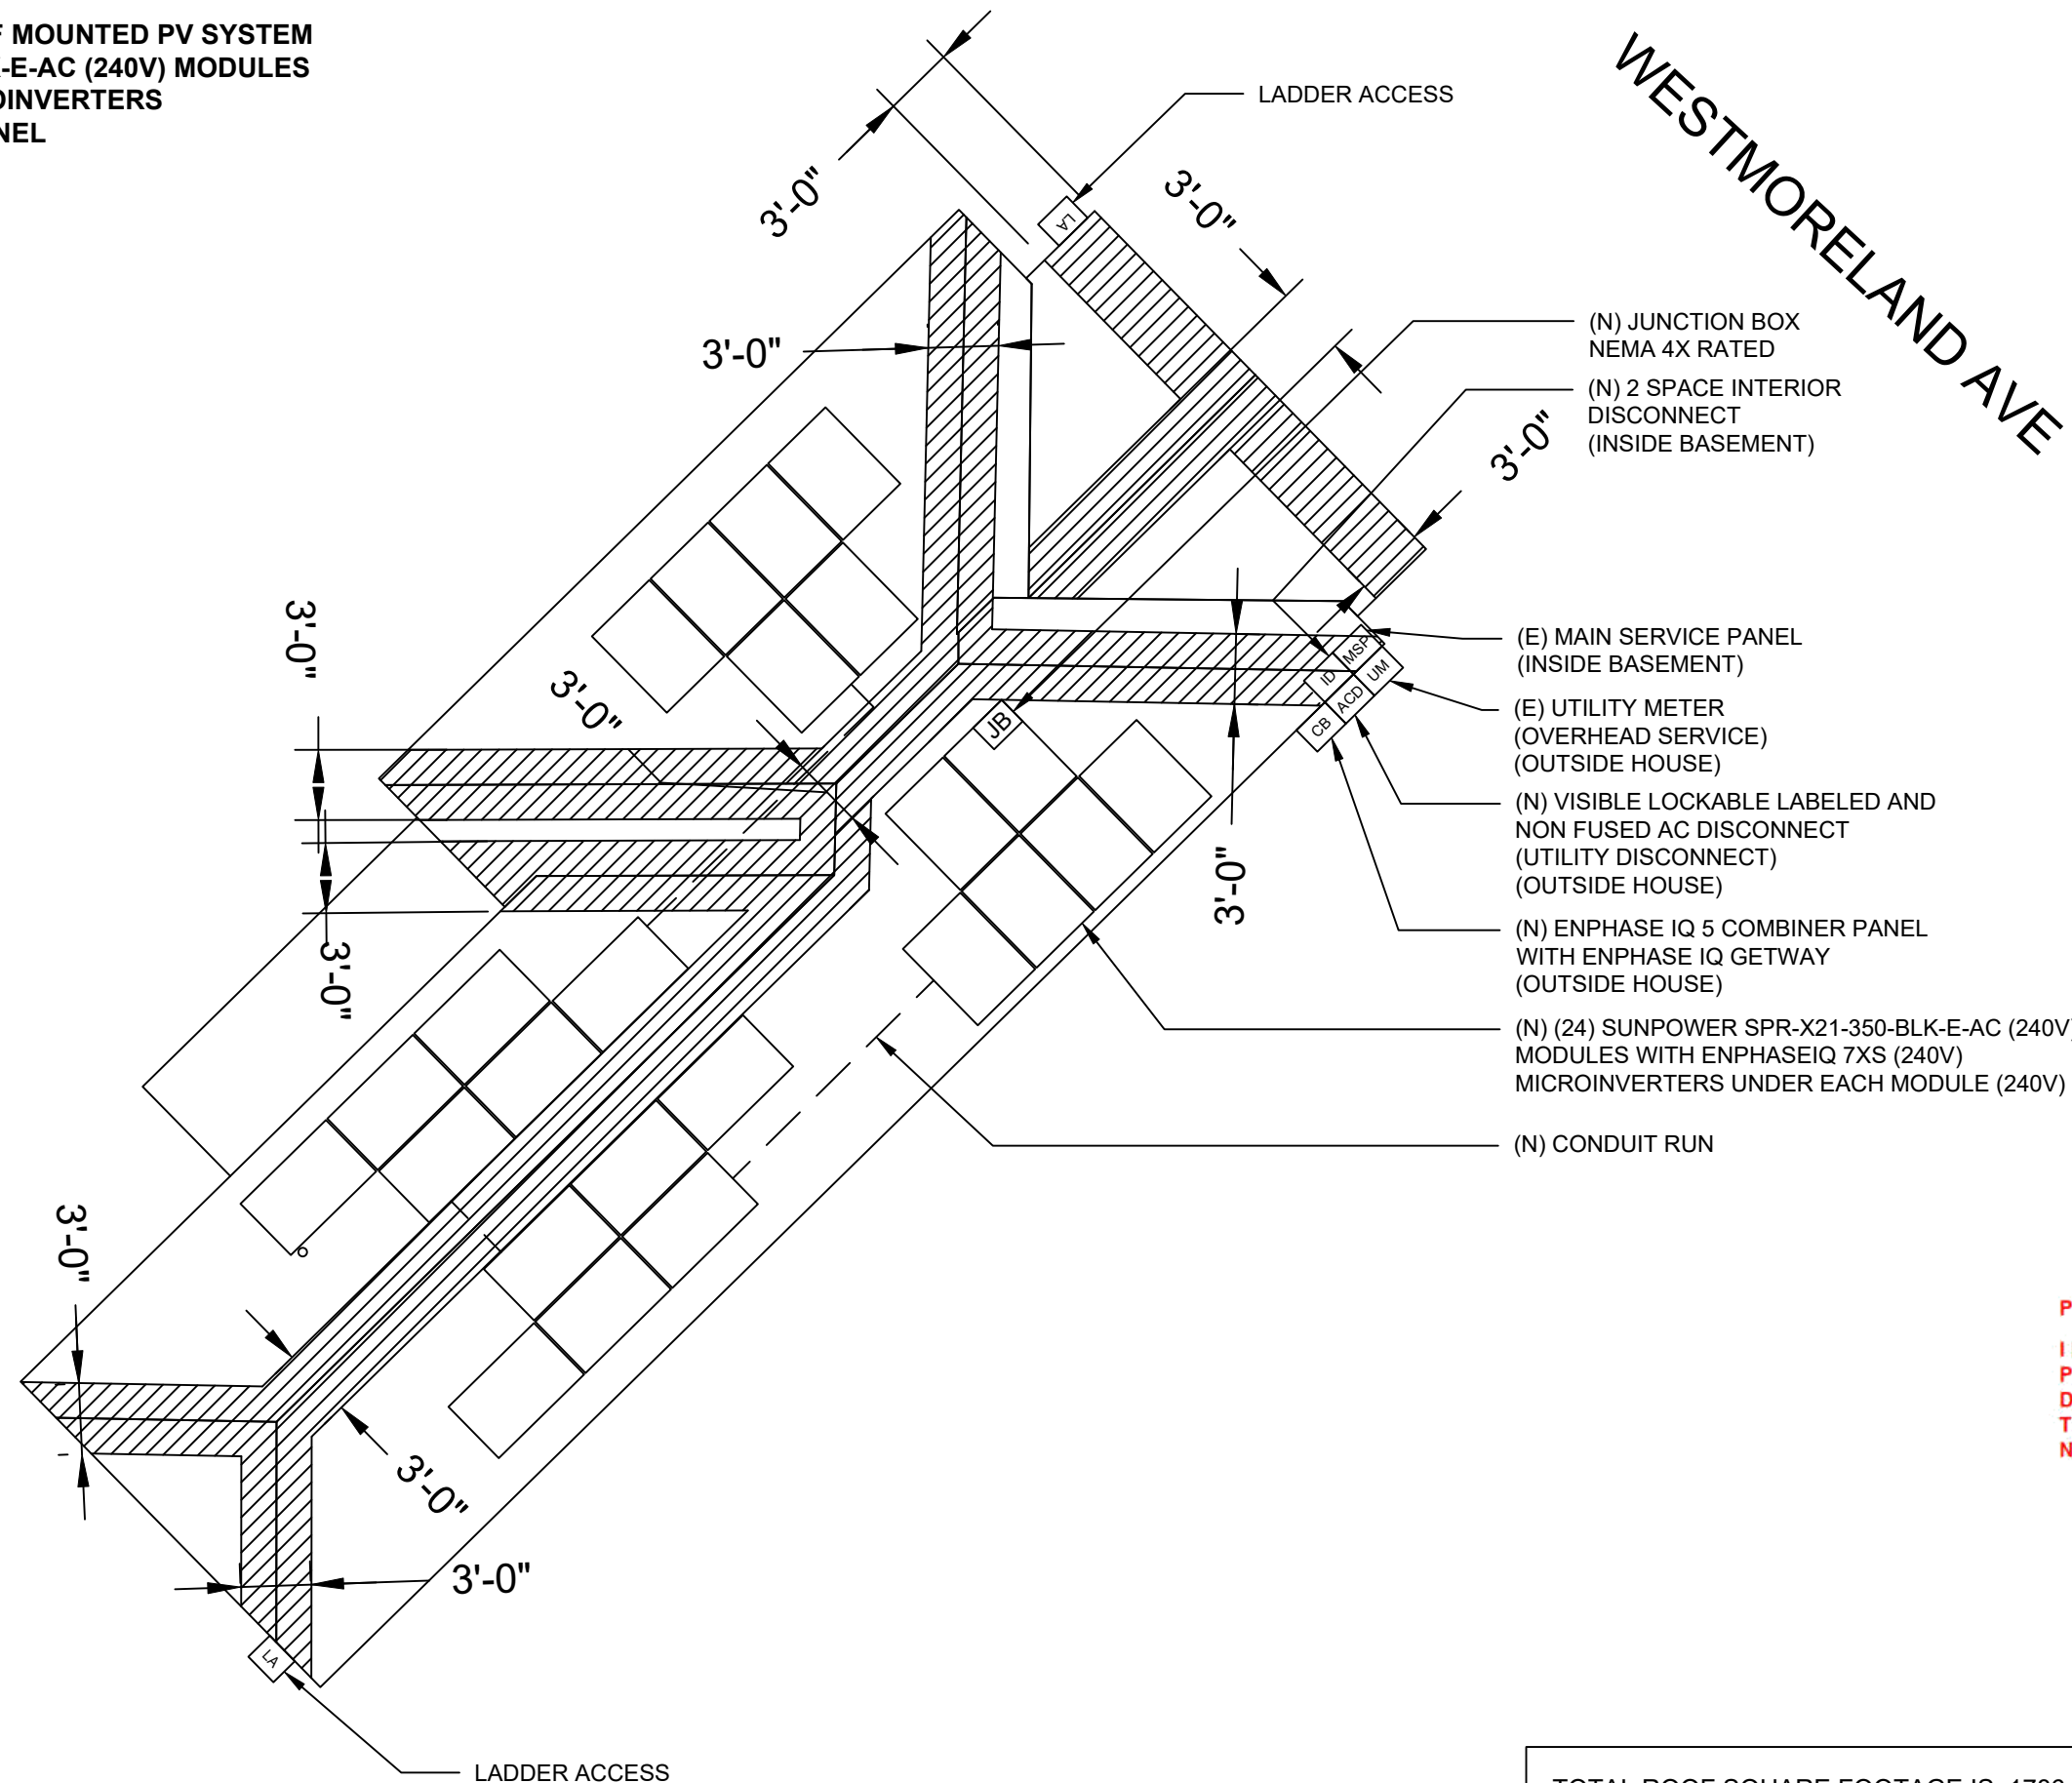 MOUNTED PV SYSTEM
-E-AC (240V) MODULES
OINVERTERS
NEL
LADDER ACCESS
WESTMORELAND AVE
3'-0"
3'-0"
LA
(N) JUNCTION BOX
NEMA 4X RATED
3'-0"
(N) 2 SPACE INTERIOR
DISCONNECT
(INSIDE BASEMENT)
3'-0"
3'-0"
3'-0"
(E) MAIN SERVICE PANEL
(INSIDE BASEMENT)
MSP
UM
ID
ACD
CB
JB
(E) UTILITY METER
(OVERHEAD SERVICE)
(OUTSIDE HOUSE)
(N) VISIBLE LOCKABLE LABELED AND
NON FUSED AC DISCONNECT
(UTILITY DISCONNECT)
(OUTSIDE HOUSE)
3'-0"
3'-0"
(N) ENPHASE IQ 5 COMBINER PANEL
WITH ENPHASE IQ GETWAY
(OUTSIDE HOUSE)
(N) (24) SUNPOWER SPR-X21-350-BLK-E-AC (240V)
MODULES WITH ENPHASEIQ 7XS (240V)
MICROINVERTERS UNDER EACH MODULE (240V)
(N) CONDUIT RUN
3'-0"
P
I
P
D
T
N
3'-0"
3'-0"
LA
LADDER ACCESS
TOTAL ROOF SQUARE FOOTAGE IS